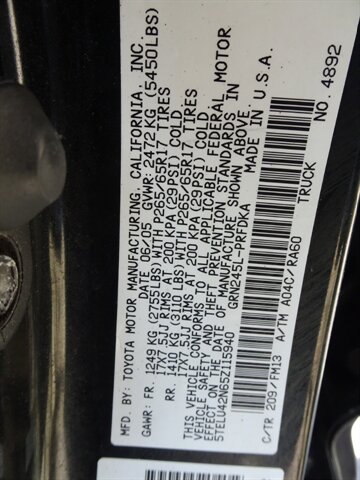 MFD. BY: TOYOTA MOTOR MANUFACTURING, CALIFORNIA, INC.
DATE: 06/05 GVWR: 2472 KG (5450LBS)
GAWR: FR. 1249 KG (2755LBS) WITH P265/65R17 TIRES
17X7.5JJ RIMS AT 200 KPA (29PSI) COLD
RR. 1410 KG (3110 LBS) WITH P265/65R17 TIRES
17X7.5JJ RIMS AT 200 KPA (29PSI) COLD
THIS VEHICLE CONFORMS TO ALL APPLICABLE FEDERAL MOTOR
VEHICLE SAFETY AND THEFT PREVENTION STANDARDS IN
EFFECT ON THE DATE OF MANUFACTURE SHOWN ABOVE.
5TELU42N65Z115940 GRN245L-PRFDKA MADE IN U.S.A.
TRUCK
C/TR 209/FM13 A/TM A04C/RA60 NO. 4892